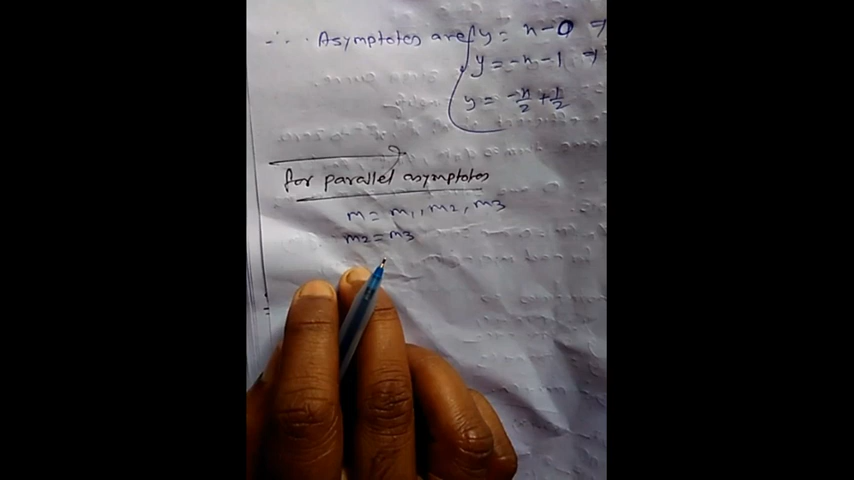 ∴ Asymptotes are y = x - 0 ⇒
y = -x - 1 ⇒
y = -x/2 + 1/2
for parallel asymptotes
m = m1, m2, m3
m2 = m3